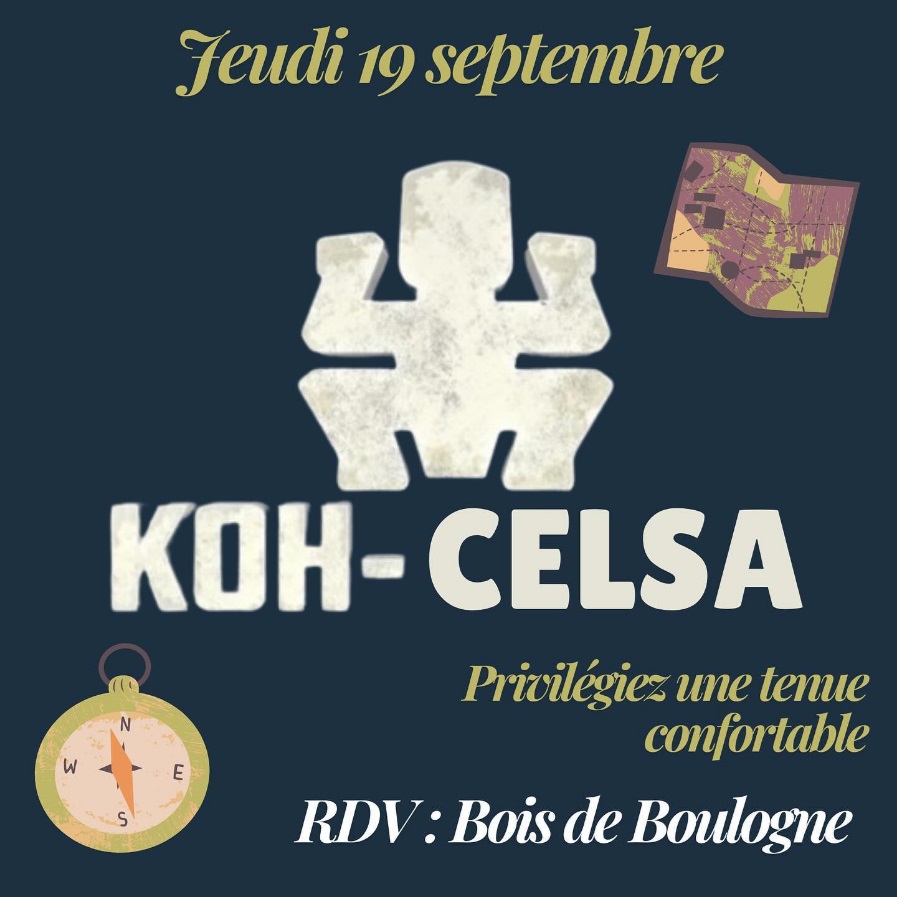 Jeudi 19 septembre
KOH-CELSA
Privilégiez une tenue
confortable
N
W E
S
RDV : Bois de Boulogne